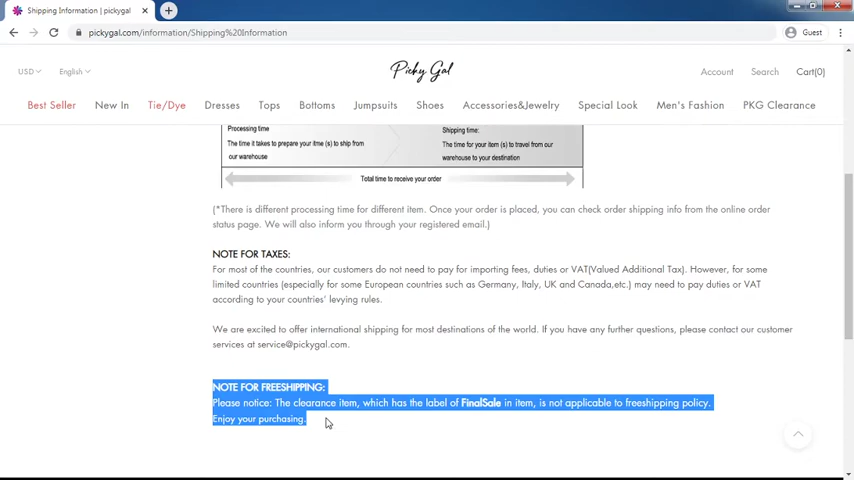 Shipping Information | pickygal
pickygal.com/information/Shipping%20Information
Guest
USD
English
Picky Gal
Account
Search
Cart(0)
Best Seller
New In
Tie/Dye
Dresses
Tops
Bottoms
Jumpsuits
Shoes
Accessories&Jewelry
Special Look
Men's Fashion
PKG Clearance
Processing time
The time it takes to prepare your itme (s) to ship from
our warehouse
Shipping time:
The time for your item (s) to travel from our
warehouse to your destination
Total time to receive your order
(*There is different processing time for different item. Once your order is placed, you can check order shipping info from the online order
status page. We will also inform you through your registered email.)
NOTE FOR TAXES:
For most of the countries, our customers do not need to pay for importing fees, duties or VAT(Valued Additional Tax). However, for some
limited countries (especially for some European countries such as Germany, Italy, UK and Canada,etc.) may need to pay duties or VAT
according to your countries' levying rules.
We are excited to offer international shipping for most destinations of the world. If you have any further questions, please contact our customer
services at service@pickygal.com.
NOTE FOR FREESHIPPING:
Please notice: The clearance item, which has the label of FinalSale in item, is not applicable to freeshipping policy.
Enjoy your purchasing.